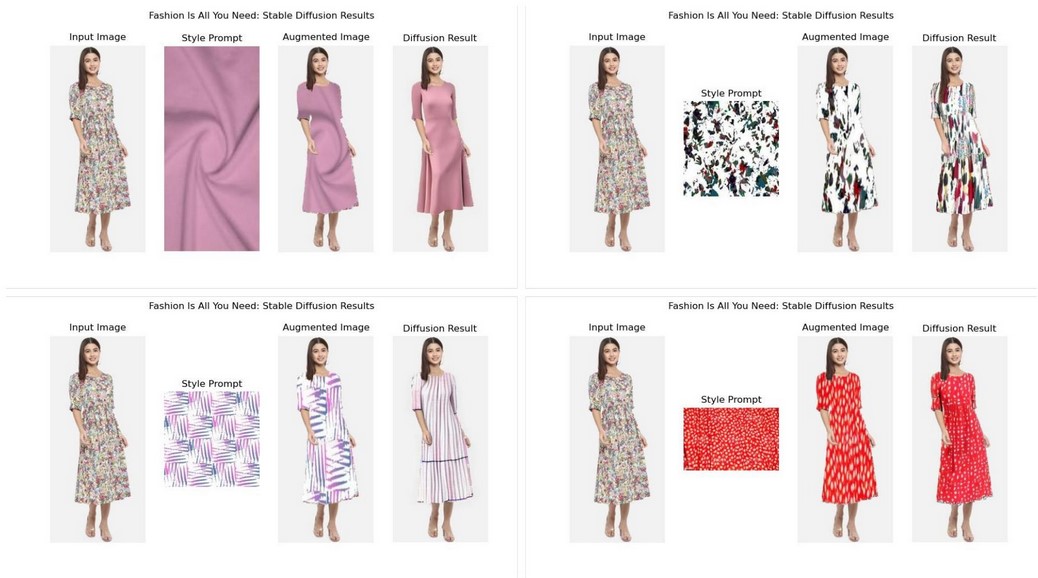 Fashion Is All You Need: Stable Diffusion Results
Input Image
Style Prompt
Augmented Image
Diffusion Result
Fashion Is All You Need: Stable Diffusion Results
Input Image
Style Prompt
Augmented Image
Diffusion Result
Fashion Is All You Need: Stable Diffusion Results
Input Image
Style Prompt
Augmented Image
Diffusion Result
Fashion Is All You Need: Stable Diffusion Results
Input Image
Style Prompt
Augmented Image
Diffusion Result